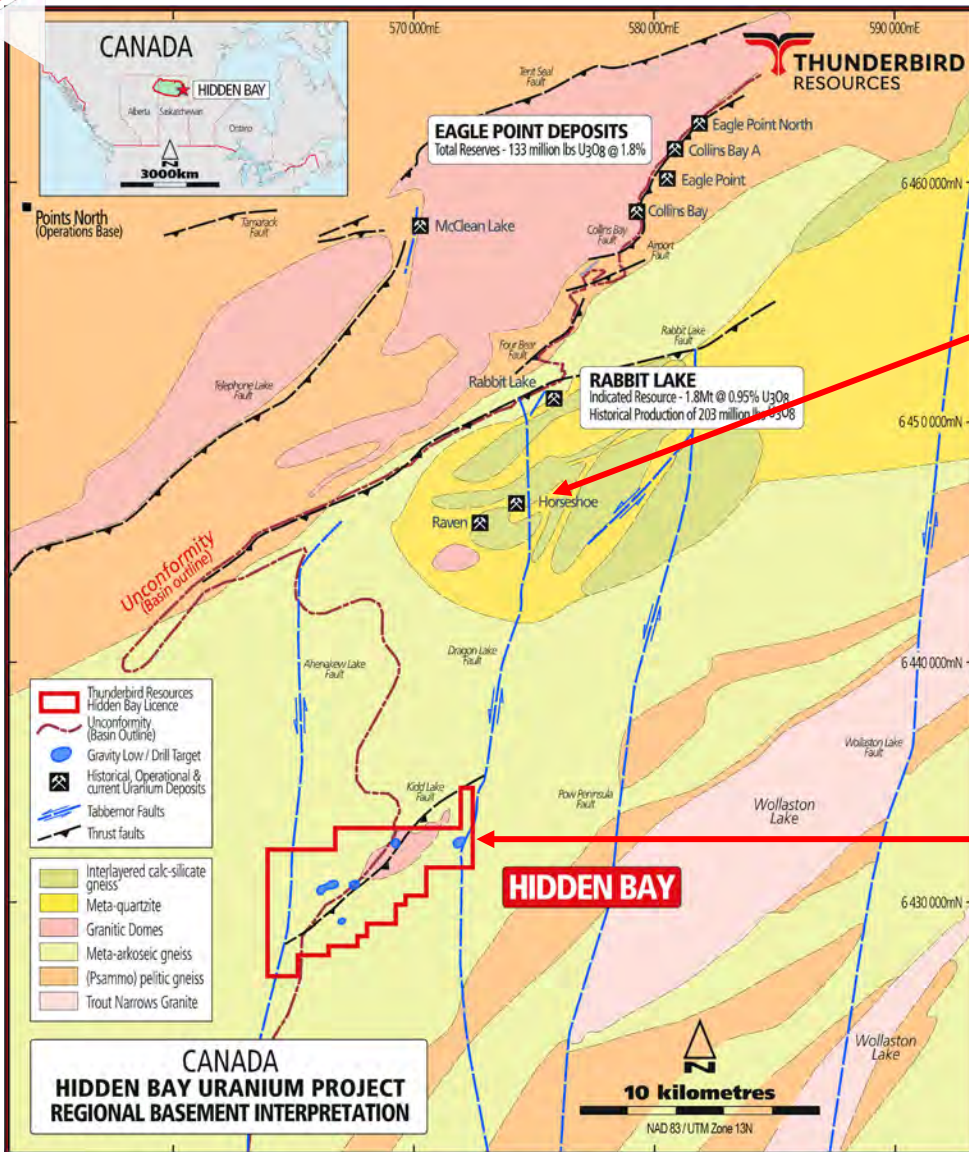 570 000mE
580 000mE
590 000mE
CANADA
HIDDEN BAY
Alberta
Saskatchewan
Ontario
N
3000km
THUNDERBIRD
RESOURCES
Tent Seal
Fault
EAGLE POINT DEPOSITS
Total Reserves - 133 million lbs U3O8 @ 1.8%
Eagle Point North
Collins Bay A
Eagle Point
Collins Bay
6 460 000mN
Points North
(Operations Base)
Tamarack
Fault
McClean Lake
Collins Bay
Fault
Airport
Fault
Rabbit Lake
Fault
Four Bear
Fault
Telephone Lake
Fault
Rabbit Lake
RABBIT LAKE
Indicated Resource - 1.8Mt @ 0.95% U3O8
Historical Production of 203 million lbs U3O8
6 450 000mN
Horseshoe
Raven
Unconformity
(Basin outline)
Ahenakew Lake
Fault
Dragon Lake
Fault
6 440 000mN
Thunderbird Resources
Hidden Bay Licence
Unconformity
(Basin Outline)
Gravity Low / Drill Target
Historical, Operational &
current Uranium Deposits
Tabbernor Faults
Thrust faults
Kidd Lake
Fault
Pow Peninsula
Fault
Wollaston Lake
Fault
Wollaston
Lake
Interlayered calc-silicate
gneiss
Meta-quartzite
Granitic Domes
Meta-arkoseic gneiss
(Psammo) pelitic gneiss
Trout Narrows Granite
HIDDEN BAY
6 430 000mN
CANADA
HIDDEN BAY URANIUM PROJECT
REGIONAL BASEMENT INTERPRETATION
N
10 kilometres
NAD 83 / UTM Zone 13N
Wollaston
Lake